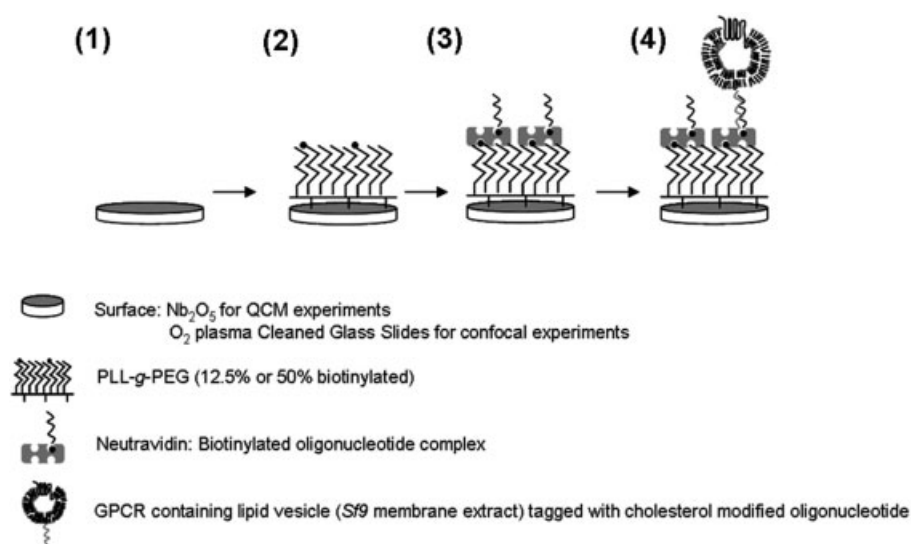 (1) (2) (3) (4)
Surface: Nb₂O₅ for QCM experiments
O₂ plasma Cleaned Glass Slides for confocal experiments
PLL-g-PEG (12.5% or 50% biotinylated)
Neutravidin: Biotinylated oligonucleotide complex
GPCR containing lipid vesicle (Sf9 membrane extract) tagged with cholesterol modified oligonucleotide